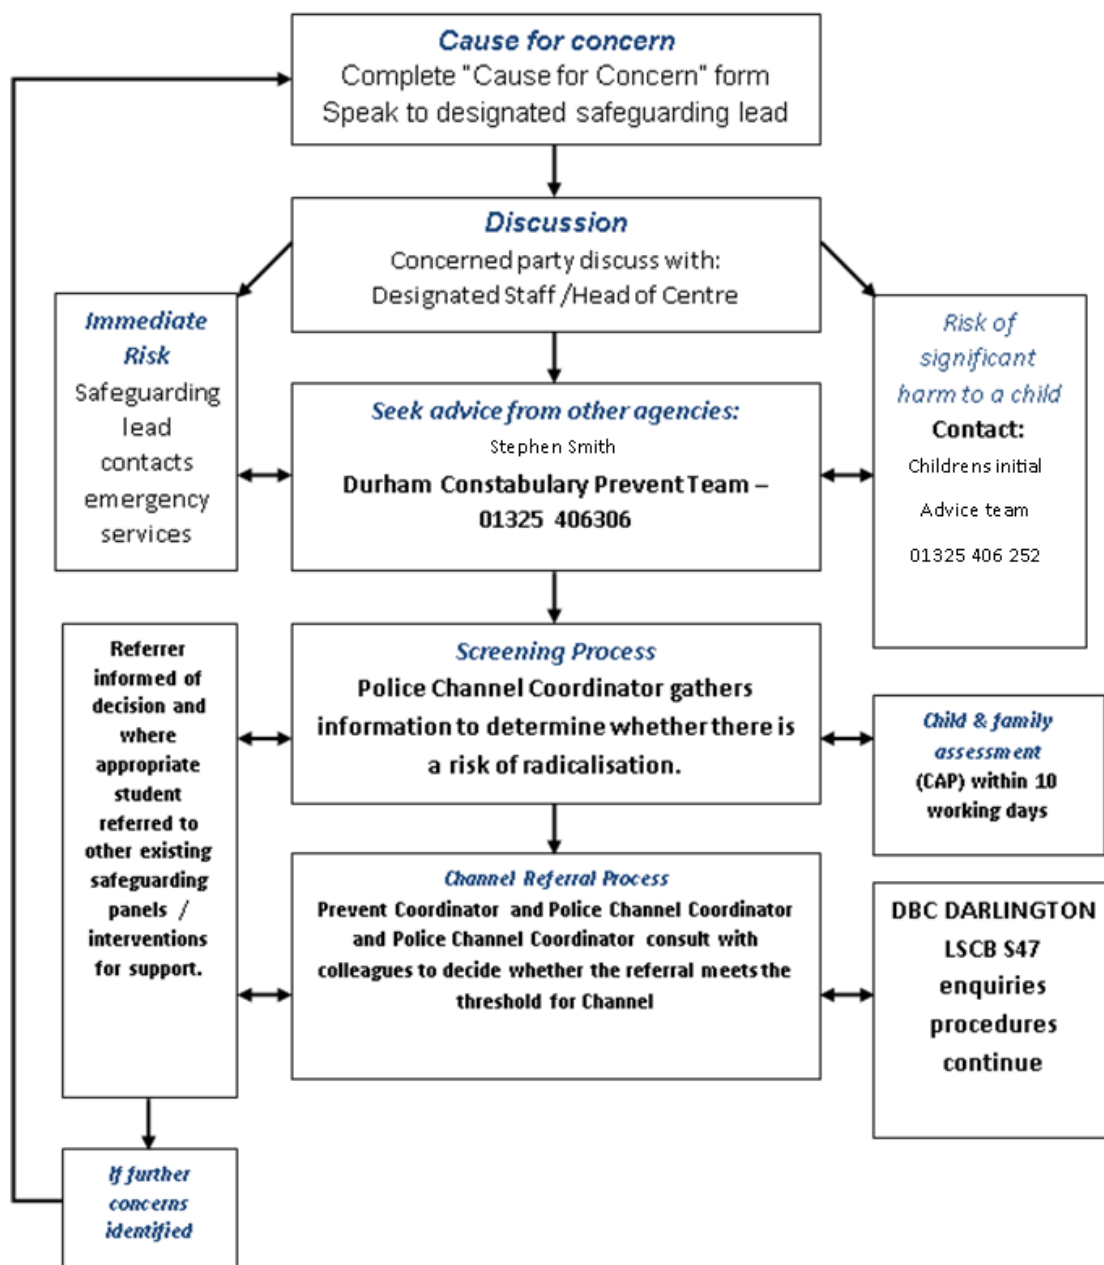 Cause for concern
Complete "Cause for Concern" form
Speak to designated safeguarding lead
Discussion
Concerned party discuss with:
Designated Staff /Head of Centre
Immediate
Risk
Safeguarding
lead
contacts
emergency
services
Seek advice from other agencies:
Stephen Smith
Durham Constabulary Prevent Team –
01325 406306
Risk of
significant
harm to a child
Contact:
Childrens initial
Advice team
01325 406 252
Referrer
informed of
decision and
where
appropriate
student
referred to
other existing
safeguarding
panels /
interventions
for support.
Screening Process
Police Channel Coordinator gathers
information to determine whether there is
a risk of radicalisation.
Child & family
assessment
(CAP) within 10
working days
Channel Referral Process
Prevent Coordinator and Police Channel Coordinator
and Police Channel Coordinator consult with
colleagues to decide whether the referral meets the
threshold for Channel
DBC DARLINGTON
LSCB S47
enquiries
procedures
continue
If further
concerns
identified